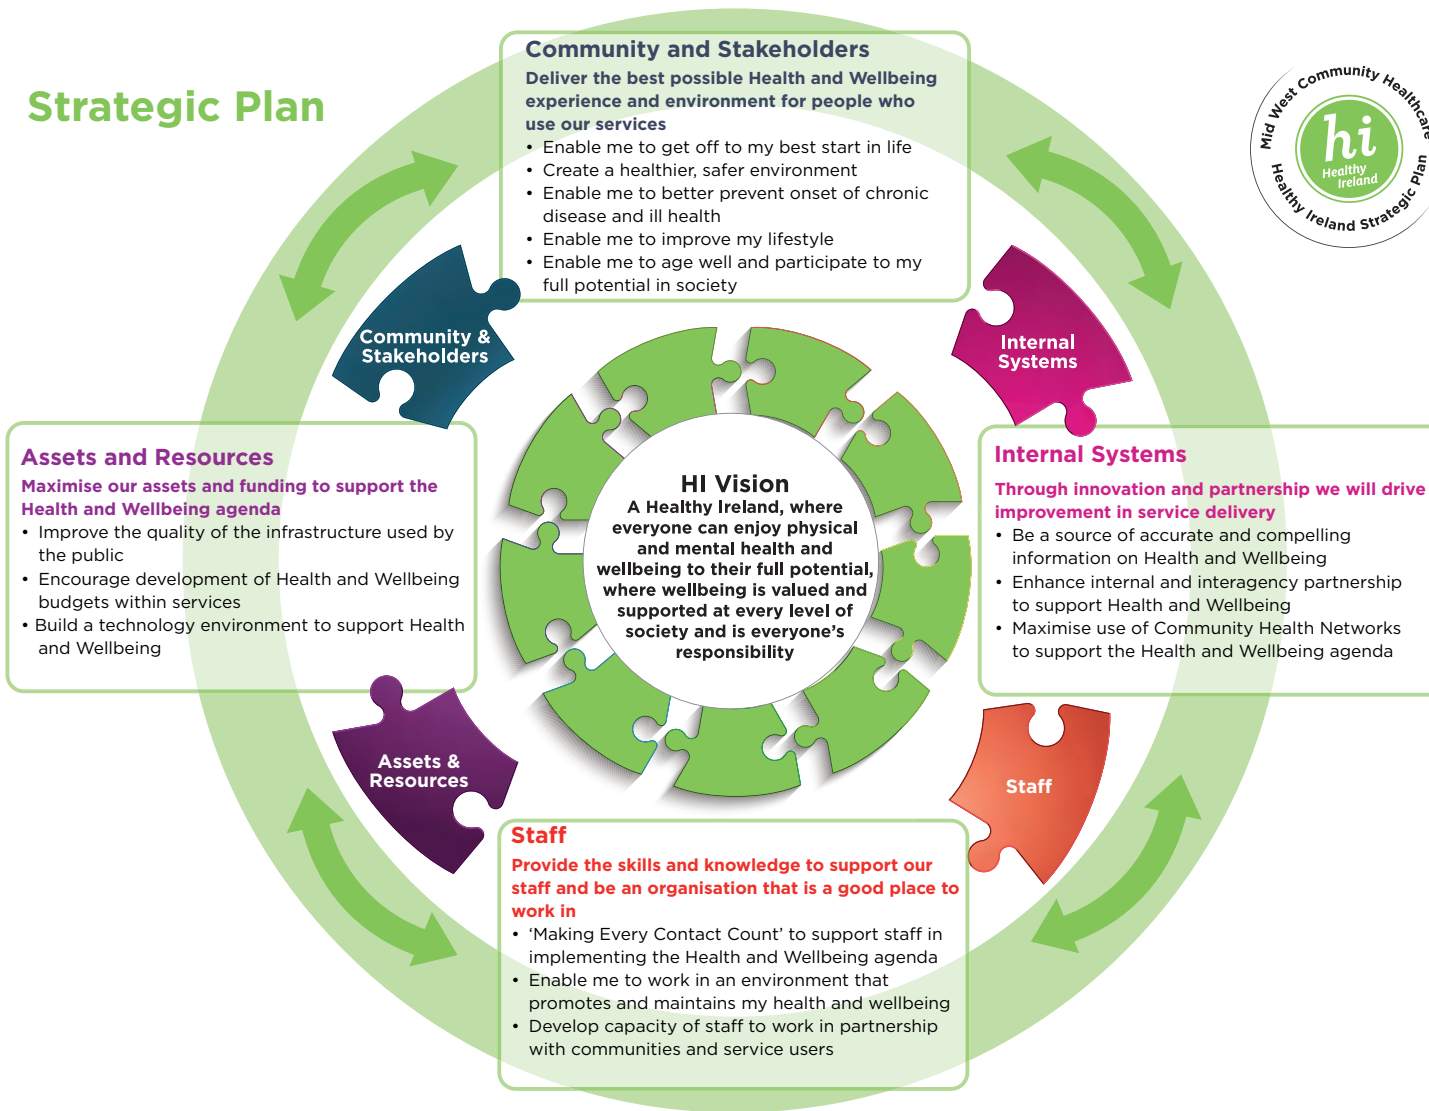 Strategic Plan
Community and Stakeholders
Deliver the best possible Health and Wellbeing
experience and environment for people who
use our services
• Enable me to get off to my best start in life
• Create a healthier, safer environment
• Enable me to better prevent onset of chronic
disease and ill health
• Enable me to improve my lifestyle
• Enable me to age well and participate to my
full potential in society
Mid West Community Healthcare
hi
Healthy
Ireland
Healthy Ireland Strategic Plan
Community &
Stakeholders
Internal
Systems
Assets and Resources
Maximise our assets and funding to support the
Health and Wellbeing agenda
• Improve the quality of the infrastructure used by
the public
• Encourage development of Health and Wellbeing
budgets within services
• Build a technology environment to support Health
and Wellbeing
HI Vision
A Healthy Ireland, where
everyone can enjoy physical
and mental health and
wellbeing to their full potential,
where wellbeing is valued and
supported at every level of
society and is everyone's
responsibility
Internal Systems
Through innovation and partnership we will drive
improvement in service delivery
• Be a source of accurate and compelling
information on Health and Wellbeing
• Enhance internal and interagency partnership
to support Health and Wellbeing
• Maximise use of Community Health Networks
to support the Health and Wellbeing agenda
Assets &
Resources
Staff
Staff
Provide the skills and knowledge to support our
staff and be an organisation that is a good place to
work in
• 'Making Every Contact Count' to support staff in
implementing the Health and Wellbeing agenda
• Enable me to work in an environment that
promotes and maintains my health and wellbeing
• Develop capacity of staff to work in partnership
with communities and service users